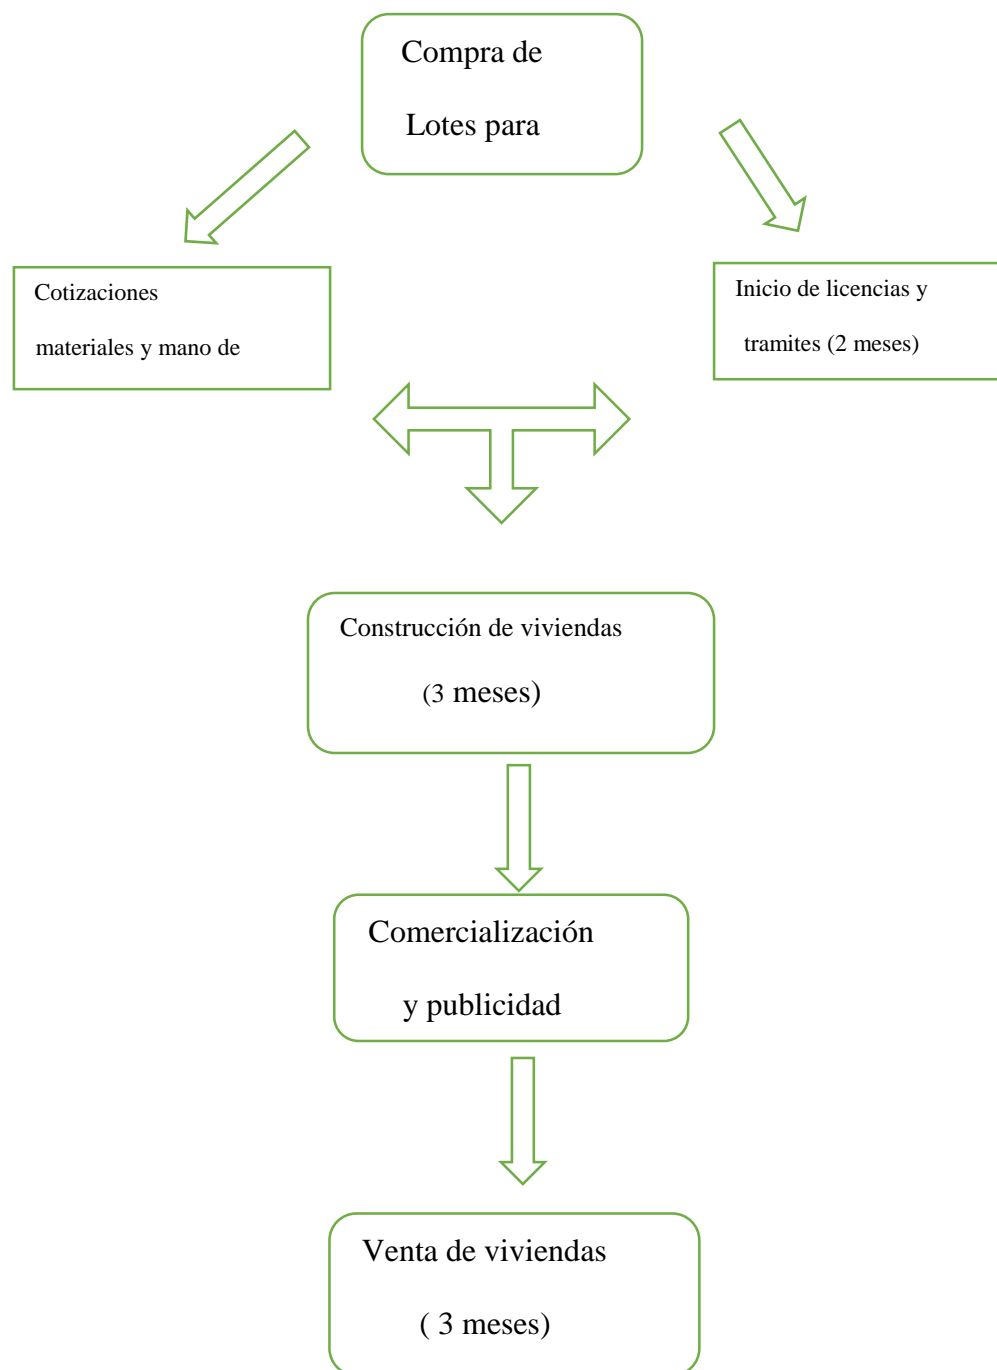 Compra de
Lotes para
Cotizaciones
materiales y mano de
Inicio de licencias y
tramites (2 meses)
Construcción de viviendas
(3 meses)
Comercialización
y publicidad
Venta de viviendas
( 3 meses)